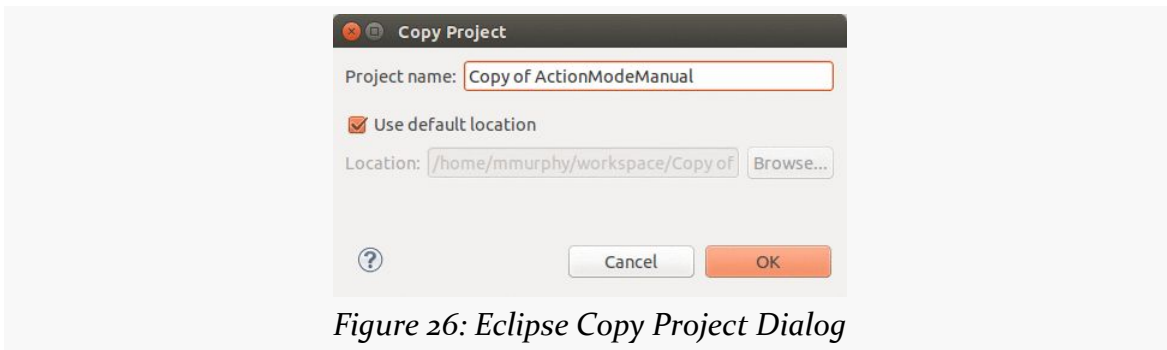 Copy Project
Project name: Copy of ActionModeManual
Use default location
Location: /home/mmurphy/workspace/Copy of Browse...
? Cancel OK
Figure 26: Eclipse Copy Project Dialog